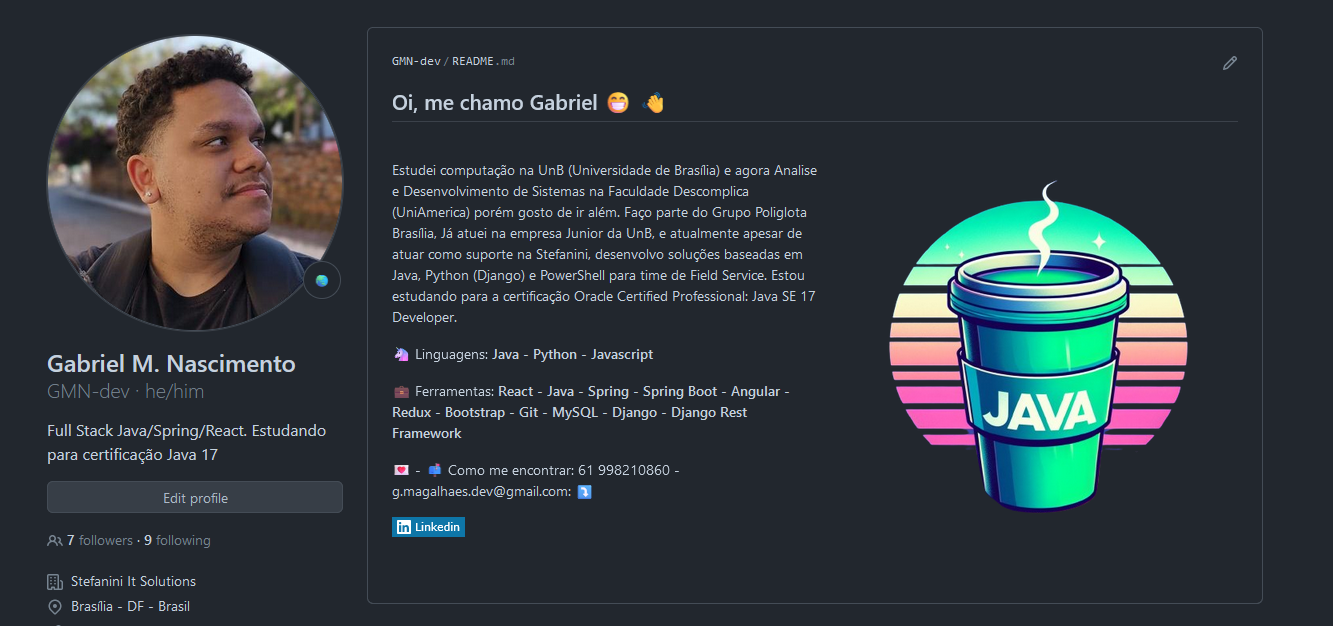 GMN-dev / README.md
Oi, me chamo Gabriel 😁 👋
Estudei computação na UnB (Universidade de Brasília) e agora Analise
e Desenvolvimento de Sistemas na Faculdade Descomplica
(UniAmerica) porém gosto de ir além. Faço parte do Grupo Poliglota
Brasília, Já atuei na empresa Junior da UnB, e atualmente apesar de
atuar como suporte na Stefanini, desenvolvo soluções baseadas em
Java, Python (Django) e PowerShell para time de Field Service. Estou
estudando para a certificação Oracle Certified Professional: Java SE 17
Developer.
🦄 Linguagens: Java - Python - Javascript
💼 Ferramentas: React - Java - Spring - Spring Boot - Angular -
Redux - Bootstrap - Git - MySQL - Django - Django Rest
Framework
💌 - 📫 Como me encontrar: 61 998210860 -
g.magalhaes.dev@gmail.com: ⤵️
in Linkedin
JAVA
Gabriel M. Nascimento
GMN-dev · he/him
Full Stack Java/Spring/React. Estudando
para certificação Java 17
Edit profile
7 followers · 9 following
Stefanini It Solutions
Brasília - DF - Brasil